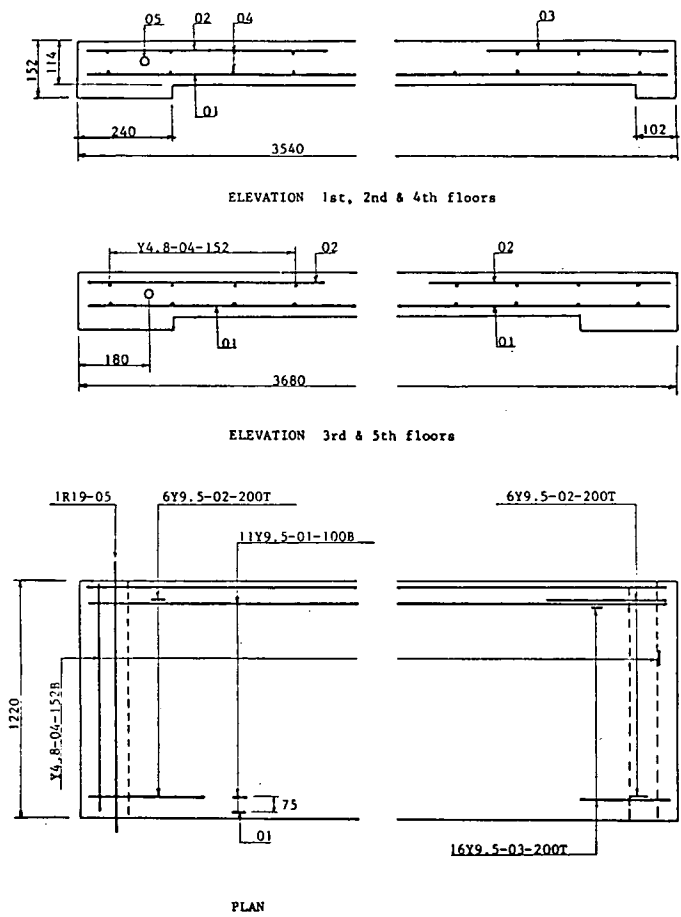 05 02 04 03
152
114
01
240
102
3540
ELEVATION 1st, 2nd & 4th floors
Y4.8-04-152 02 02
01 01
180
3680
ELEVATION 3rd & 5th floors
1R19-05 6Y9.5-02-200T 6Y9.5-02-200T
11Y9.5-01-100B
1220
Y4.8-04-152B
75
01
16Y9.5-03-200T
PLAN